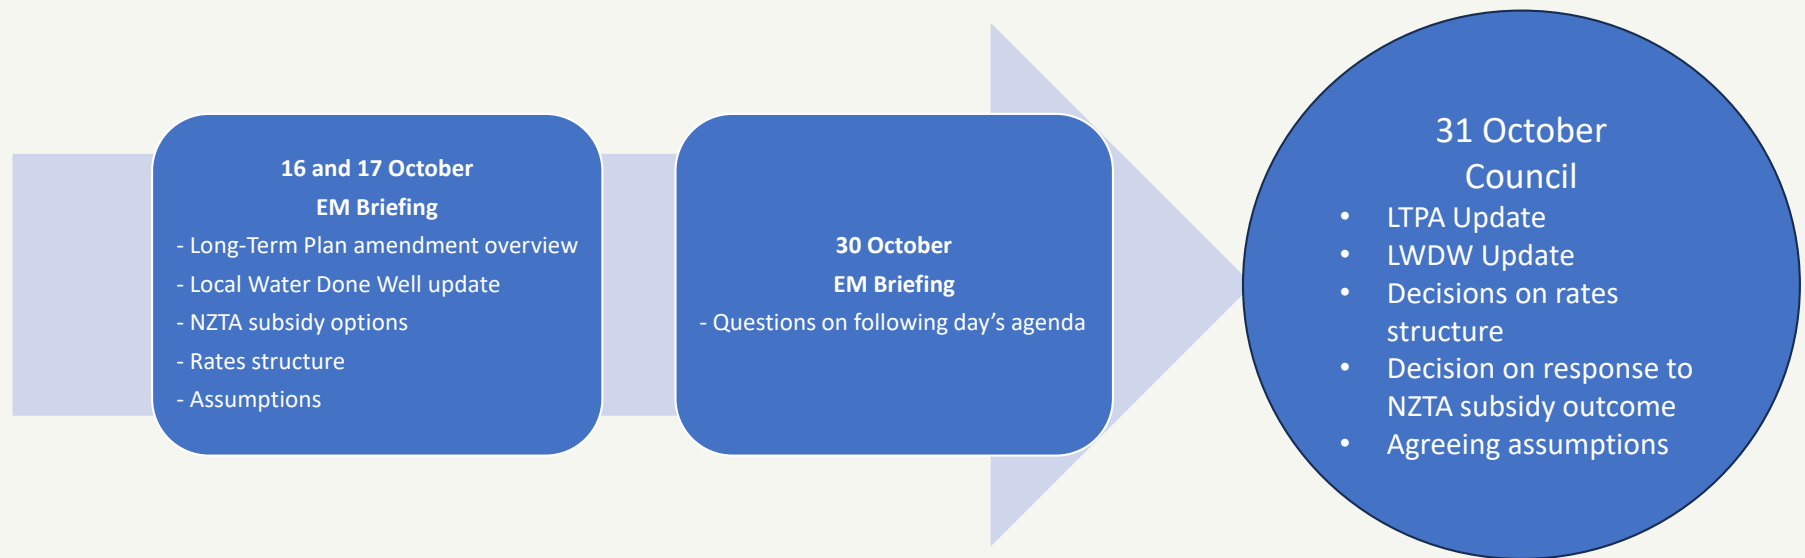 16 and 17 October
EM Briefing
- Long-Term Plan amendment overview
- Local Water Done Well update
- NZTA subsidy options
- Rates structure
- Assumptions
30 October
EM Briefing
- Questions on following day’s agenda
31 October
Council
• LTPA Update
• LWDW Update
• Decisions on rates
structure
• Decision on response to
NZTA subsidy outcome
• Agreeing assumptions